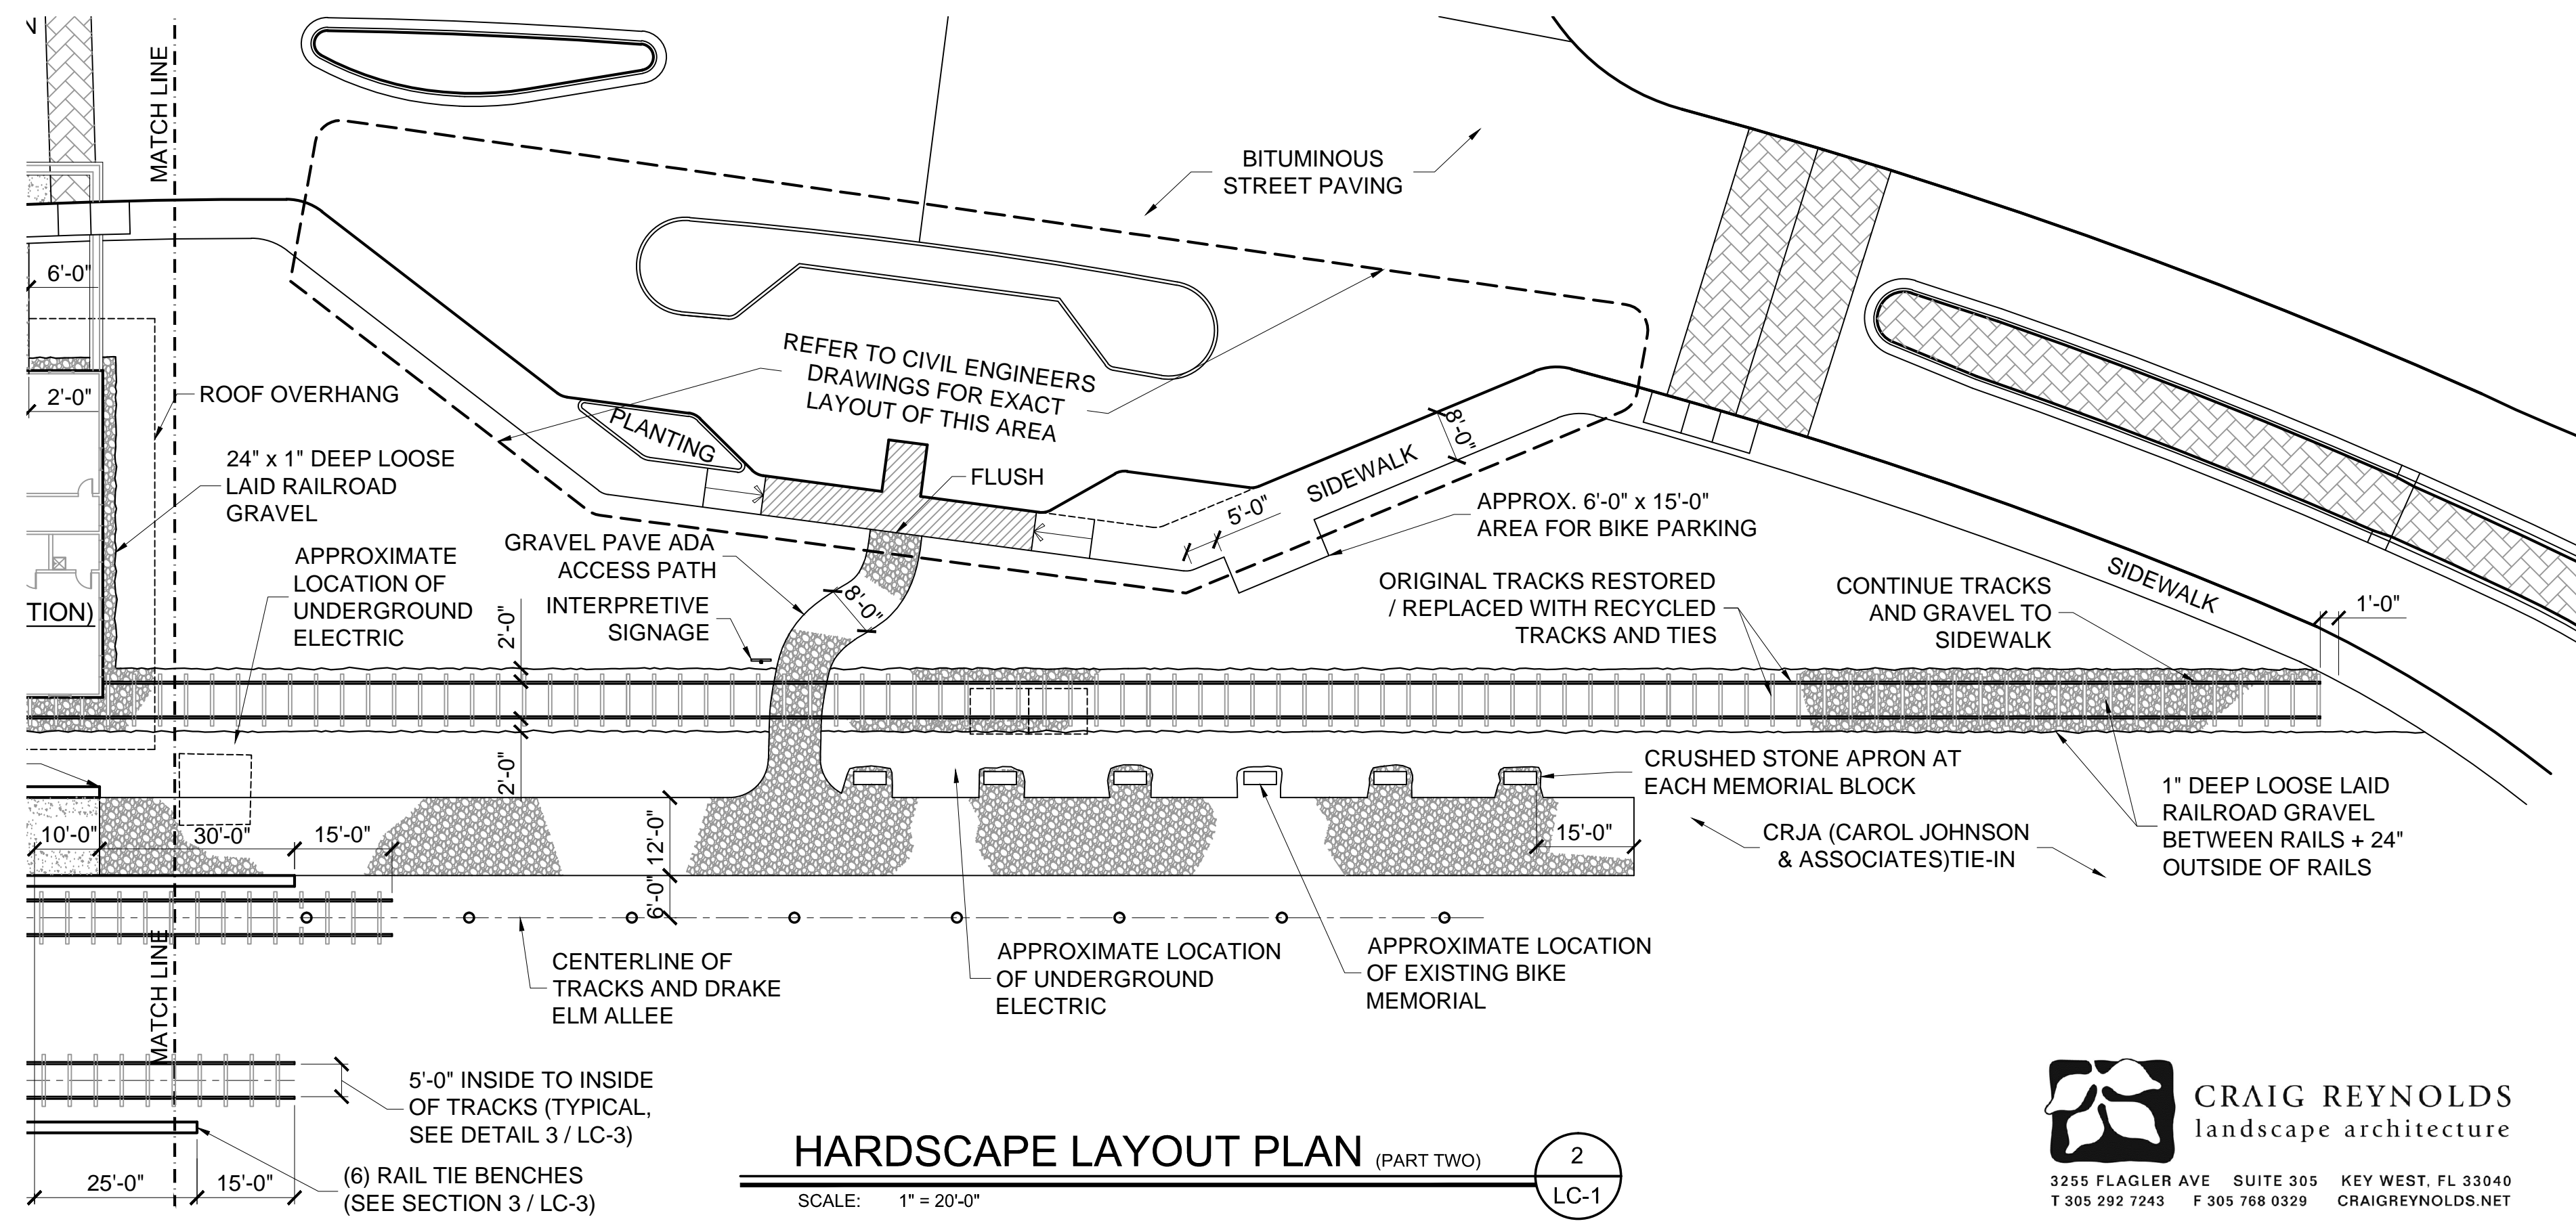 N
MATCH LINE
BITUMINOUS
STREET PAVING
6'-0"
2'-0"
ROOF OVERHANG
24" x 1" DEEP LOOSE
LAID RAILROAD
GRAVEL
REFER TO CIVIL ENGINEERS
DRAWINGS FOR EXACT
LAYOUT OF THIS AREA
PLANTING
FLUSH
SIDEWALK
8'-0"
5'-0"
APPROX. 6'-0" x 15'-0"
AREA FOR BIKE PARKING
APPROXIMATE
LOCATION OF
UNDERGROUND
ELECTRIC
TION)
GRAVEL PAVE ADA
ACCESS PATH
INTERPRETIVE
SIGNAGE
8'-0"
2'-0"
ORIGINAL TRACKS RESTORED
/ REPLACED WITH RECYCLED
TRACKS AND TIES
CONTINUE TRACKS
AND GRAVEL TO
SIDEWALK
SIDEWALK
1'-0"
2'-0"
CRUSHED STONE APRON AT
EACH MEMORIAL BLOCK
1" DEEP LOOSE LAID
RAILROAD GRAVEL
BETWEEN RAILS + 24"
OUTSIDE OF RAILS
10'-0"
30'-0"
15'-0"
12'-0"
6'-0"
15'-0"
CRJA (CAROL JOHNSON
& ASSOCIATES)TIE-IN
MATCH LINE
CENTERLINE OF
TRACKS AND DRAKE
ELM ALLEE
APPROXIMATE LOCATION
OF UNDERGROUND
ELECTRIC
APPROXIMATE LOCATION
OF EXISTING BIKE
MEMORIAL
5'-0" INSIDE TO INSIDE
OF TRACKS (TYPICAL,
SEE DETAIL 3 / LC-3)
(6) RAIL TIE BENCHES
(SEE SECTION 3 / LC-3)
25'-0"
15'-0"
HARDSCAPE LAYOUT PLAN (PART TWO)
SCALE: 1" = 20'-0"
2
LC-1
CRAIG REYNOLDS
landscape architecture
3255 FLAGLER AVE SUITE 305 KEY WEST, FL 33040
T 305 292 7243 F 305 768 0329 CRAIGREYNOLDS.NET